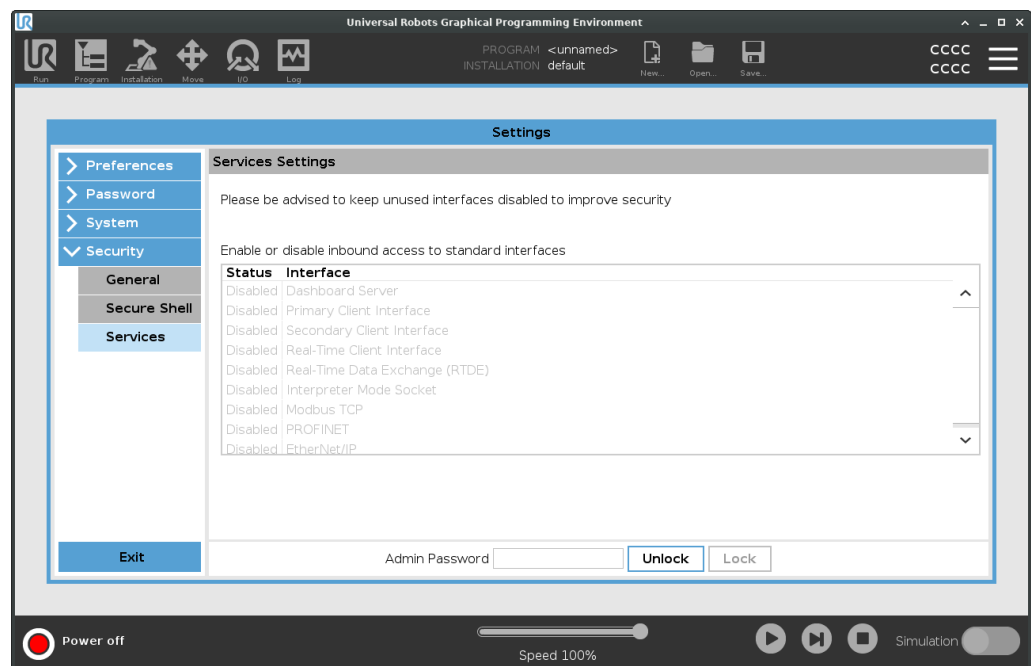 UR
Universal Robots Graphical Programming Environment
UR
Run
Program
Installation
Move
I/O
Log
PROGRAM <unnamed>
INSTALLATION default
New...
Open...
Save...
CCCC
CCCC
Settings
Preferences
Password
System
Security
General
Secure Shell
Services
Exit
Services Settings
Please be advised to keep unused interfaces disabled to improve security
Enable or disable inbound access to standard interfaces
Status Interface
Disabled Dashboard Server
Disabled Primary Client Interface
Disabled Secondary Client Interface
Disabled Real-Time Client Interface
Disabled Real-Time Data Exchange (RTDE)
Disabled Interpreter Mode Socket
Disabled Modbus TCP
Disabled PROFINET
Disabled EtherNet/IP
Admin Password Unlock Lock
Power off
Speed 100%
Simulation